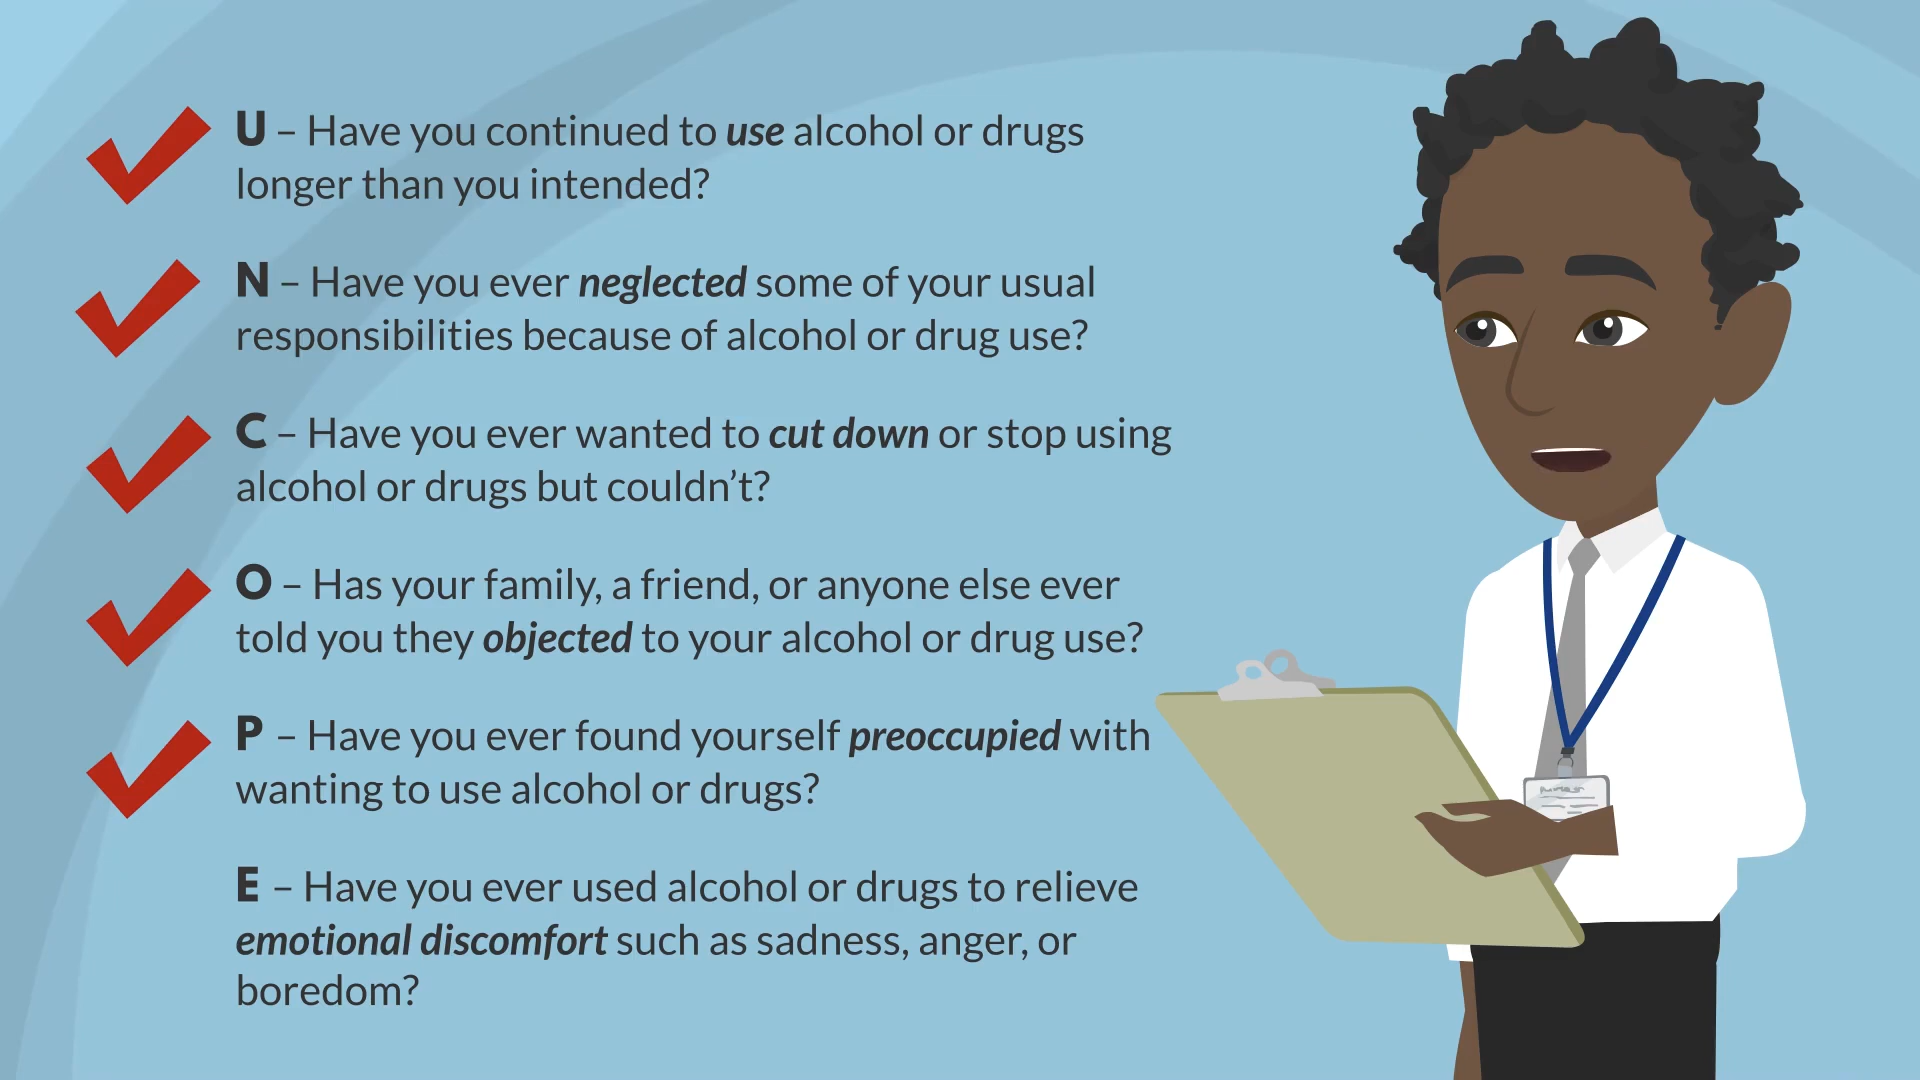 U – Have you continued to use alcohol or drugs
longer than you intended?
N – Have you ever neglected some of your usual
responsibilities because of alcohol or drug use?
C – Have you ever wanted to cut down or stop using
alcohol or drugs but couldn’t?
O – Has your family, a friend, or anyone else ever
told you they objected to your alcohol or drug use?
P – Have you ever found yourself preoccupied with
wanting to use alcohol or drugs?
E – Have you ever used alcohol or drugs to relieve
emotional discomfort such as sadness, anger, or
boredom?